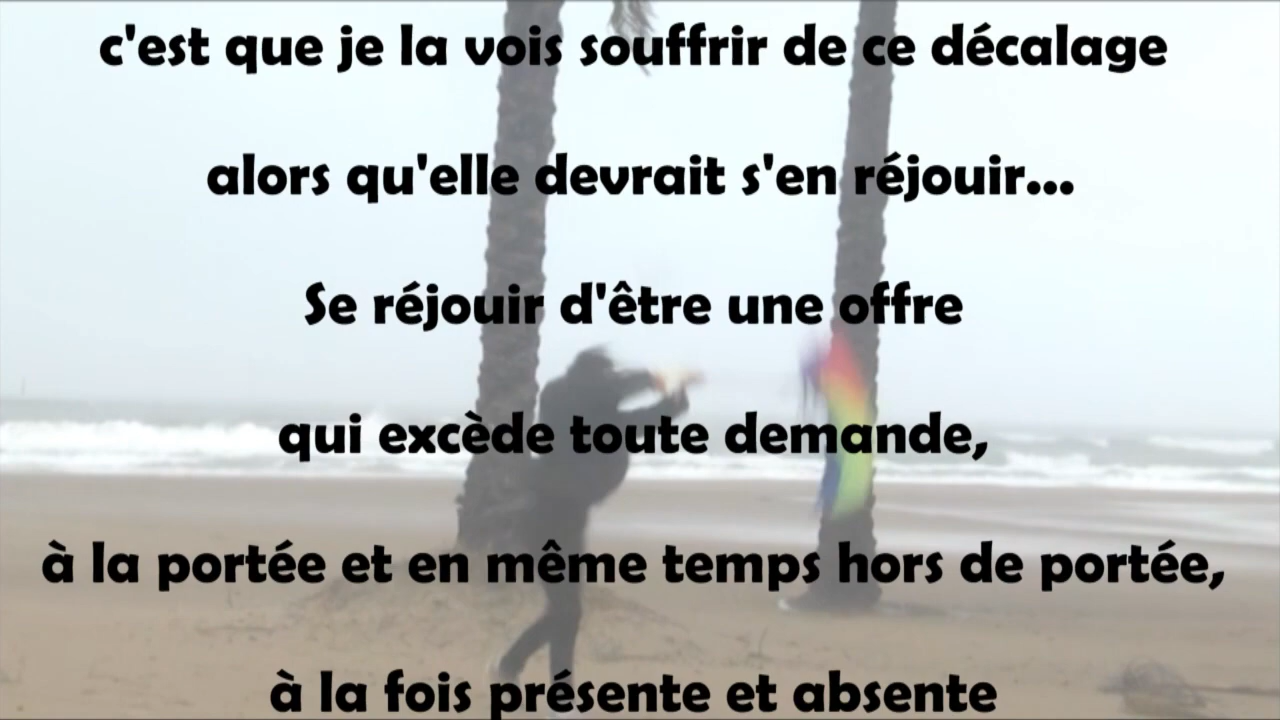 c'est que je la vois souffrir de ce décalage
alors qu'elle devrait s'en réjouir...
Se réjouir d'être une offre
qui excède toute demande,
à la portée et en même temps hors de portée,
à la fois présente et absente